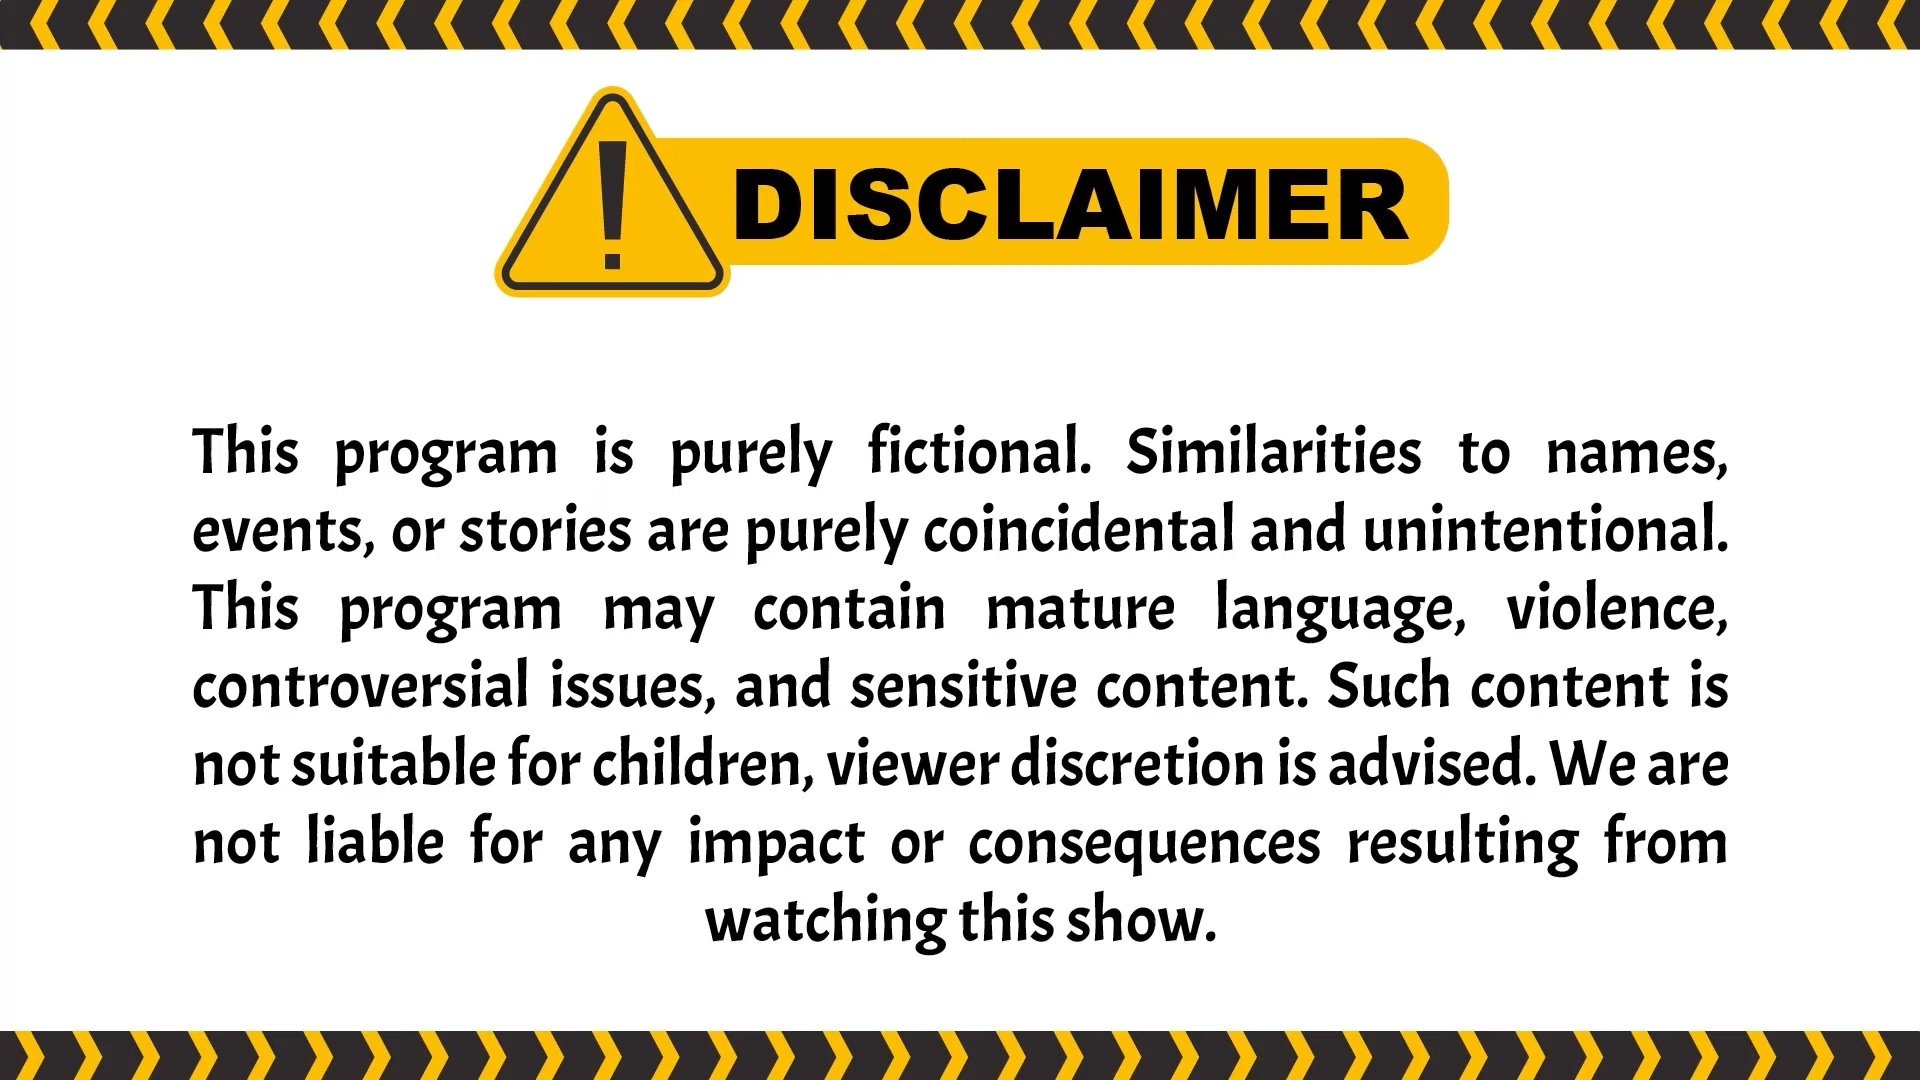 DISCLAIMER
This program is purely fictional. Similarities to names,
events, or stories are purely coincidental and unintentional.
This program may contain mature language, violence,
controversial issues, and sensitive content. Such content is
not suitable for children, viewer discretion is advised. We are
not liable for any impact or consequences resulting from
watching this show.